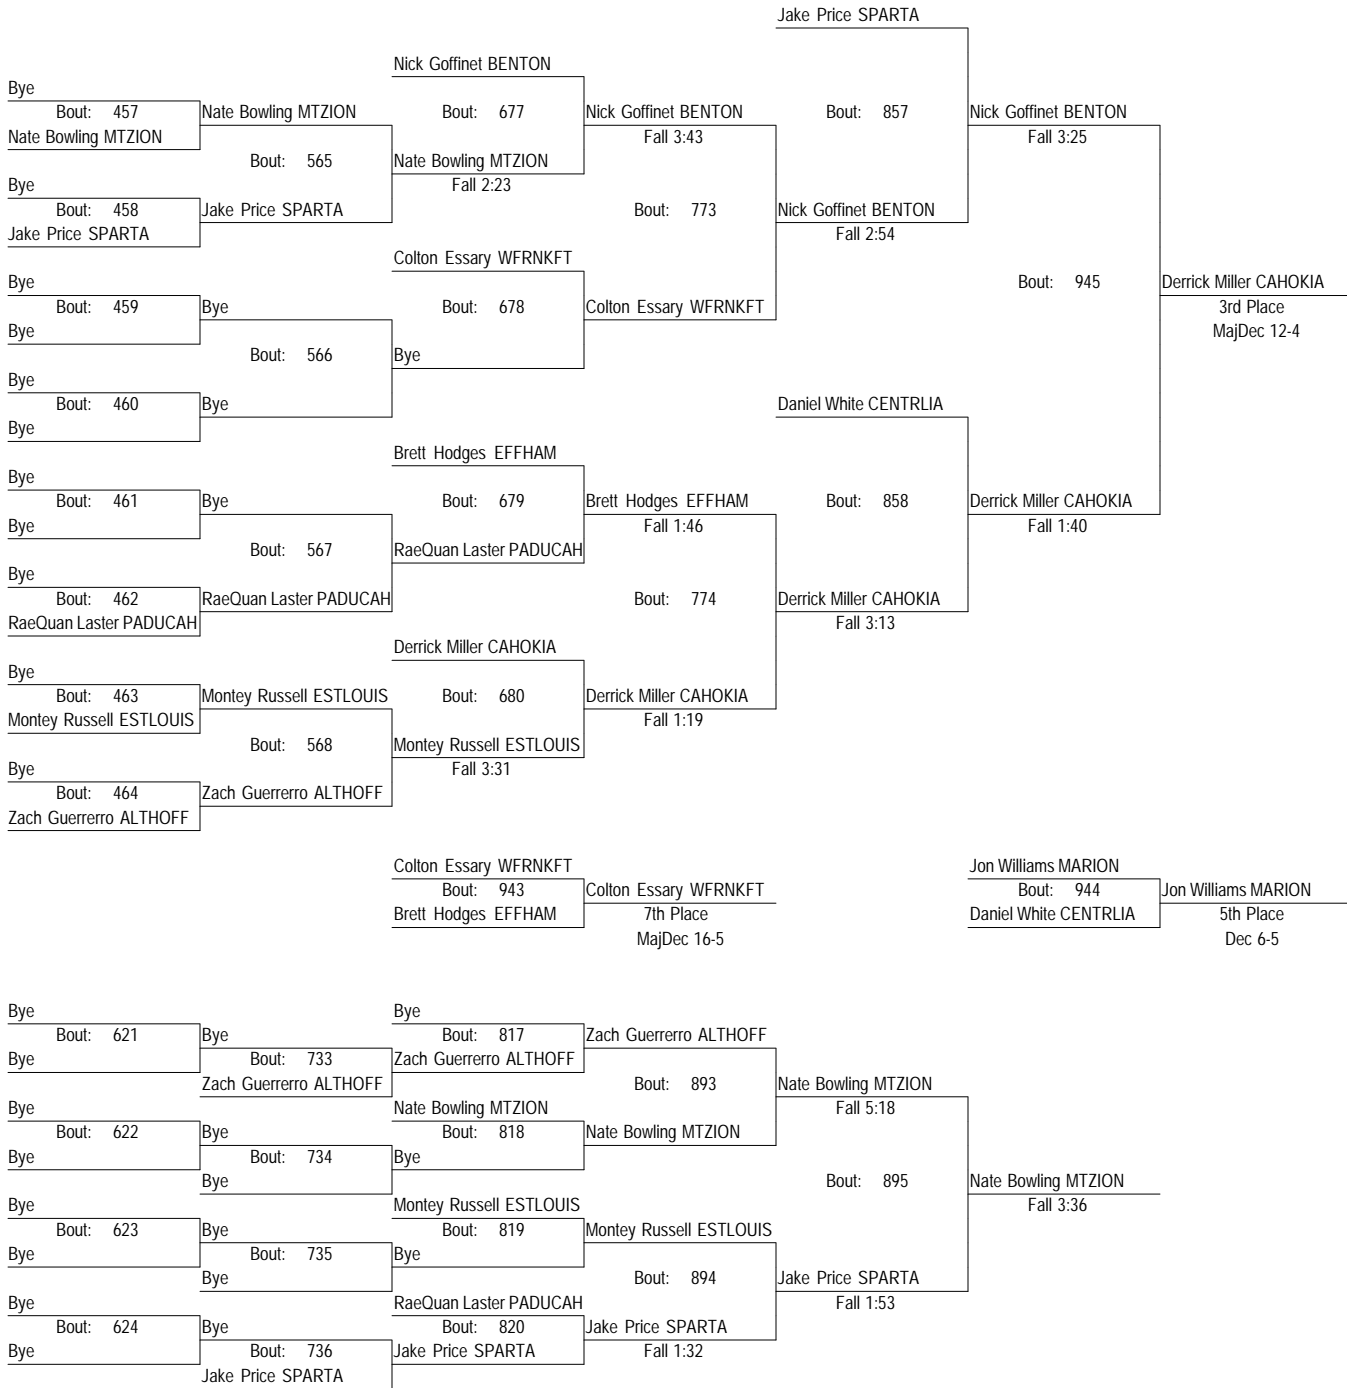 Jake Price SPARTA
Nick Goffinet BENTON
Bye
Bout: 457 Nate Bowling MTZION Bout: 677 Nick Goffinet BENTON Bout: 857 Nick Goffinet BENTON
Nate Bowling MTZION Fall 3:43 Fall 3:25
Bout: 565 Nate Bowling MTZION
Bye Fall 2:23
Bout: 458 Jake Price SPARTA Bout: 773 Nick Goffinet BENTON
Jake Price SPARTA Fall 2:54
Colton Essary WFRNKFT
Bye Bout: 945 Derrick Miller CAHOKIA
Bout: 459 Bye Bout: 678 Colton Essary WFRNKFT 3rd Place
Bye MajDec 12-4
Bout: 566 Bye
Bye
Bout: 460 Bye Daniel White CENTRLIA
Bye
Brett Hodges EFFHAM
Bye
Bout: 461 Bye Bout: 679 Brett Hodges EFFHAM Bout: 858 Derrick Miller CAHOKIA
Bye Fall 1:46 Fall 1:40
Bout: 567 RaeQuan Laster PADUCAH
Bye
Bout: 462 RaeQuan Laster PADUCAH Bout: 774 Derrick Miller CAHOKIA
RaeQuan Laster PADUCAH Fall 3:13
Derrick Miller CAHOKIA
Bye
Bout: 463 Montey Russell ESTLOUIS Bout: 680 Derrick Miller CAHOKIA
Montey Russell ESTLOUIS Fall 1:19
Bout: 568 Montey Russell ESTLOUIS
Bye Fall 3:31
Bout: 464 Zach Guerrerro ALTHOFF
Zach Guerrerro ALTHOFF
Colton Essary WFRNKFT Jon Williams MARION
Bout: 943 Colton Essary WFRNKFT Bout: 944 Jon Williams MARION
Brett Hodges EFFHAM 7th Place Daniel White CENTRLIA 5th Place
MajDec 16-5 Dec 6-5
Bye Bye
Bout: 621 Bye Bout: 817 Zach Guerrerro ALTHOFF
Bye Bout: 733 Zach Guerrerro ALTHOFF
Zach Guerrerro ALTHOFF Bout: 893 Nate Bowling MTZION
Bye Nate Bowling MTZION Fall 5:18
Bout: 622 Bye Bout: 818 Nate Bowling MTZION
Bye Bout: 734 Bye
Bye Bout: 895 Nate Bowling MTZION
Bye Montey Russell ESTLOUIS Fall 3:36
Bout: 623 Bye Bout: 819 Montey Russell ESTLOUIS
Bye Bout: 735 Bye
Bye Bout: 894 Jake Price SPARTA
Bye RaeQuan Laster PADUCAH Fall 1:53
Bout: 624 Bye Bout: 820 Jake Price SPARTA
Bye Bout: 736 Jake Price SPARTA Fall 1:32
Jake Price SPARTA